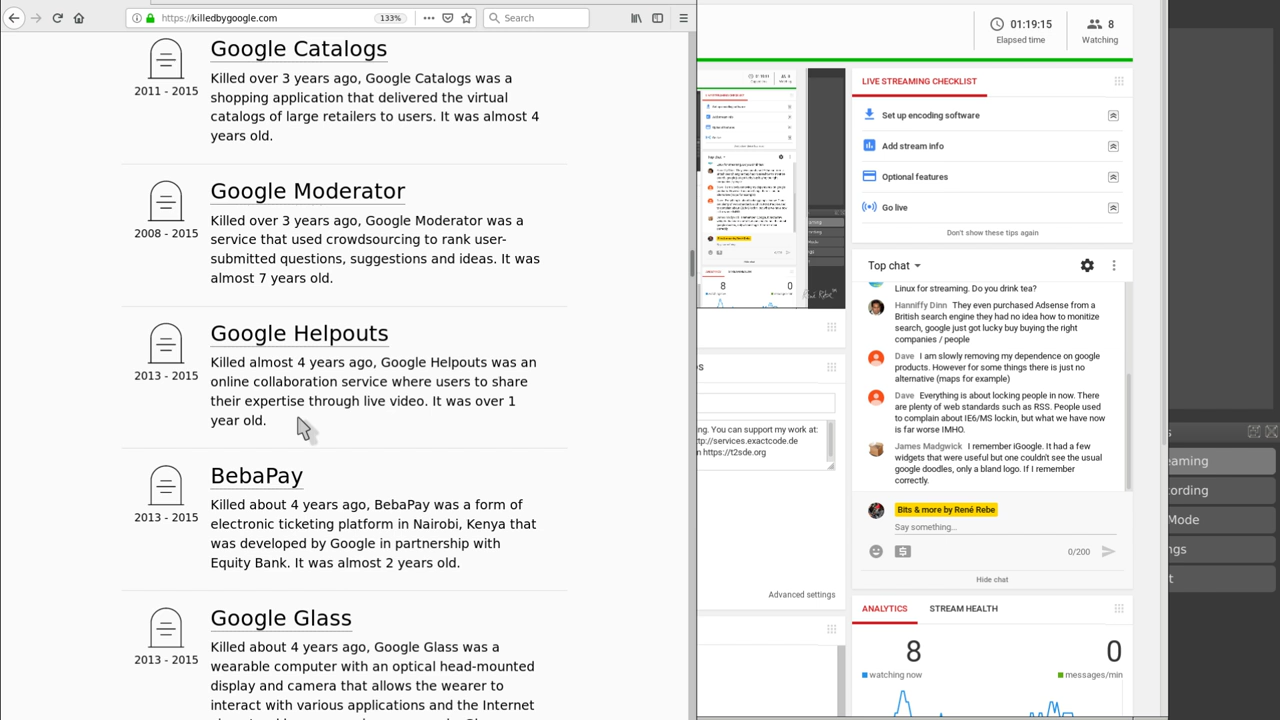 https://killedbygoogle.com
133%
Search
Google Catalogs
Killed over 3 years ago, Google Catalogs was a
shopping application that delivered the virtual
catalogs of large retailers to users. It was almost 4
years old.
2011 - 2015
Google Moderator
Killed over years ago, Google Moderator was a
service that used crowdsourcing to rank user-
submitted questions, suggestions and ideas. It was
almost 7 years old.
2008 - 2015
Google Helpouts
Killed almost 4 years ago, Google Helpouts was an
online collaboration service where users to share
their expertise through live video. It was over 1
year old.
2013 - 2015
BebaPay
Killed about 4 years ago, BebaPay was a form of
electronic ticketing platform in Nairobi, Kenya that
was developed by Google in partnership with
Equity Bank. It was almost 2 years old.
2013 - 2015
Google Glass
Killed about 4 years ago, Google Glass was a
wearable computer with an optical head-mounted
display and camera that allows the wearer to
interact with various applications and the Internet
2013 - 2015
01:19:15
Elapsed time
8
Watching
LIVE STREAMING CHECKLIST
Set up encoding software
Add stream info
Optional features
Go live
Don't show these tips again
Top chat
Linux for streaming. Do you drink tea?
Hanniffy Dinn They even purchased Adsense from a
British search engine they had no idea how to monitize
search, google just got lucky buy buying the right
companies / people
Dave I am slowly removing my dependence on google
products. However for some things there is just no
alternative (maps for example)
Dave Everything is about locking people in now. There
are plenty of web standards such as RSS. People used
to complain about IE6/MS lockin, but what we have now
is far worse IMHO.
James Madgwick I remember iGoogle. It had a few
widgets that were useful but one couldn't see the usual
google doodles, only a bland logo. If I remember
correctly.
Bits & more by René Rebe
Say something...
0/200
Hide chat
ANALYTICS
STREAM HEALTH
8
watching now
0
messages/min
René Rebe
ng. You can support my work at:
ttp://services.exactcode.de
n https://t2sde.org
Advanced settings
eaming
ording
Mode
ngs
t